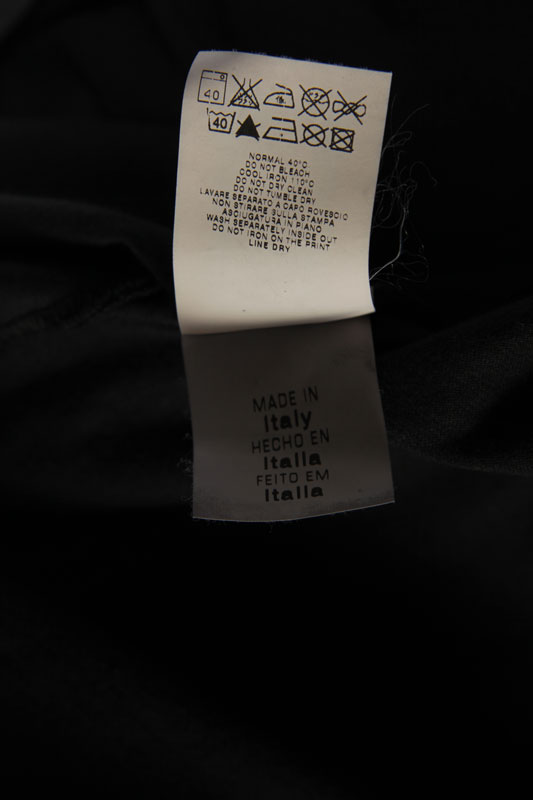 40
40
NORMAL 40°C
DO NOT BLEACH
COOL IRON 110°C
DO NOT DRY CLEAN
DO NOT TUMBLE DRY
LAVARE SEPARATO A CAPO ROVESCIO
NON STIRARE SULLA STAMPA
ASCIUGATURA IN PIANO
WASH SEPARATELY INSIDE OUT
DO NOT IRON ON THE PRINT
LINE DRY
MADE IN
Italy
HECHO EN
Italia
FEITO EM
Italia